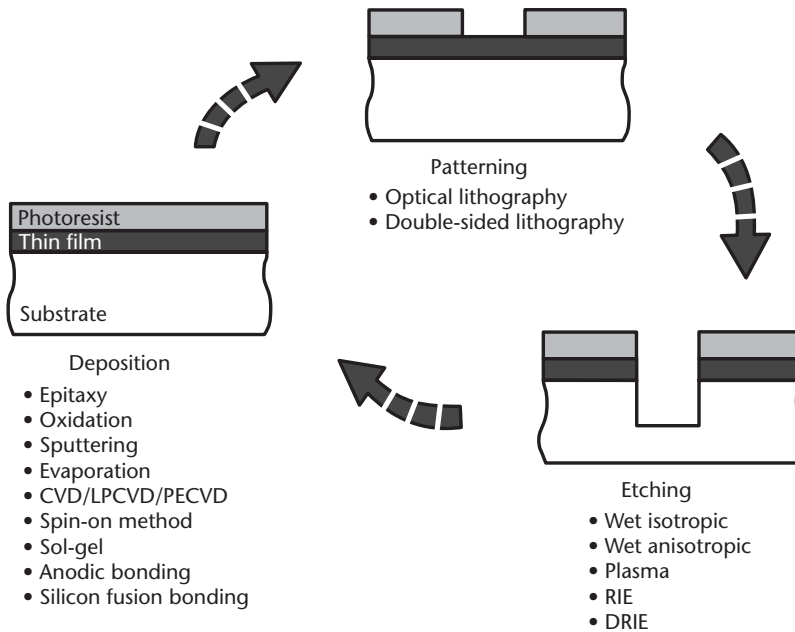 Patterning
• Optical lithography
• Double-sided lithography
Photoresist
Thin film
Substrate
Deposition
• Epitaxy
• Oxidation
• Sputtering
• Evaporation
• CVD/LPCVD/PECVD
• Spin-on method
• Sol-gel
• Anodic bonding
• Silicon fusion bonding
Etching
• Wet isotropic
• Wet anisotropic
• Plasma
• RIE
• DRIE